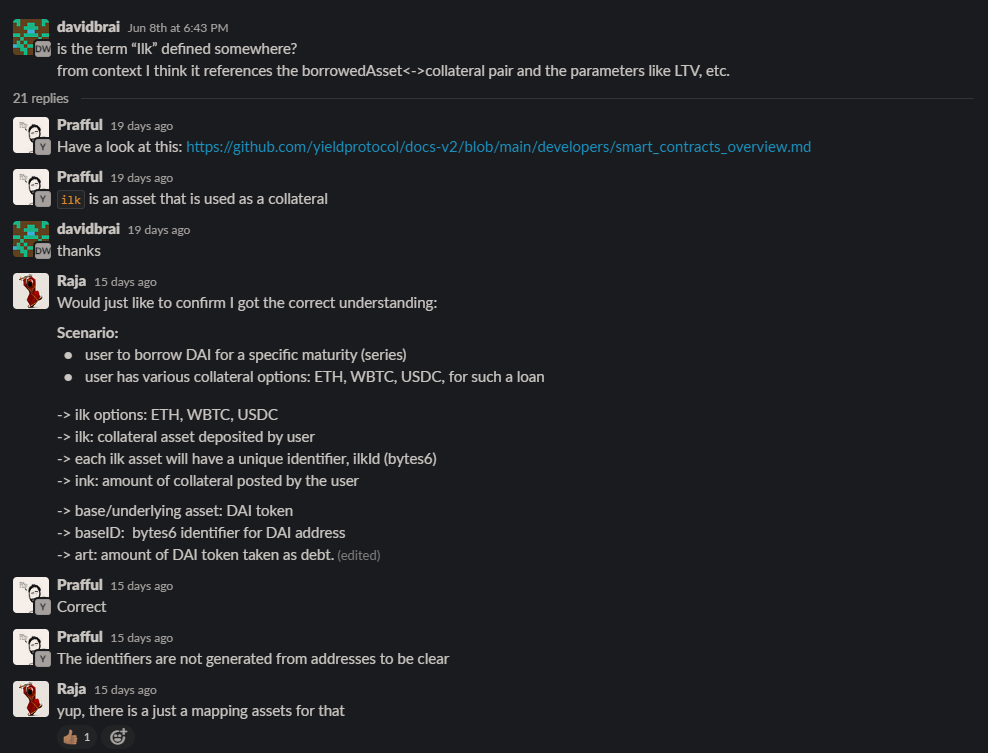 davidbrai Jun 8th at 6:43 PM
DW is the term “Ilk” defined somewhere?
from context I think it references the borrowedAsset<->collateral pair and the parameters like LTV, etc.
21 replies
Prafful 19 days ago
Y Have a look at this: https://github.com/yieldprotocol/docs-v2/blob/main/developers/smart_contracts_overview.md
Prafful 19 days ago
Y ilk is an asset that is used as a collateral
davidbrai 19 days ago
DW thanks
Raja 15 days ago
Would just like to confirm I got the correct understanding:
Scenario:
● user to borrow DAI for a specific maturity (series)
● user has various collateral options: ETH, WBTC, USDC, for such a loan
-> ilk options: ETH, WBTC, USDC
-> ilk: collateral asset deposited by user
-> each ilk asset will have a unique identifier, ilkId (bytes6)
-> ink: amount of collateral posted by the user
-> base/underlying asset: DAI token
-> baseID: bytes6 identifier for DAI address
-> art: amount of DAI token taken as debt. (edited)
Prafful 15 days ago
Y Correct
Prafful 15 days ago
Y The identifiers are not generated from addresses to be clear
Raja 15 days ago
yup, there is a just a mapping assets for that
1